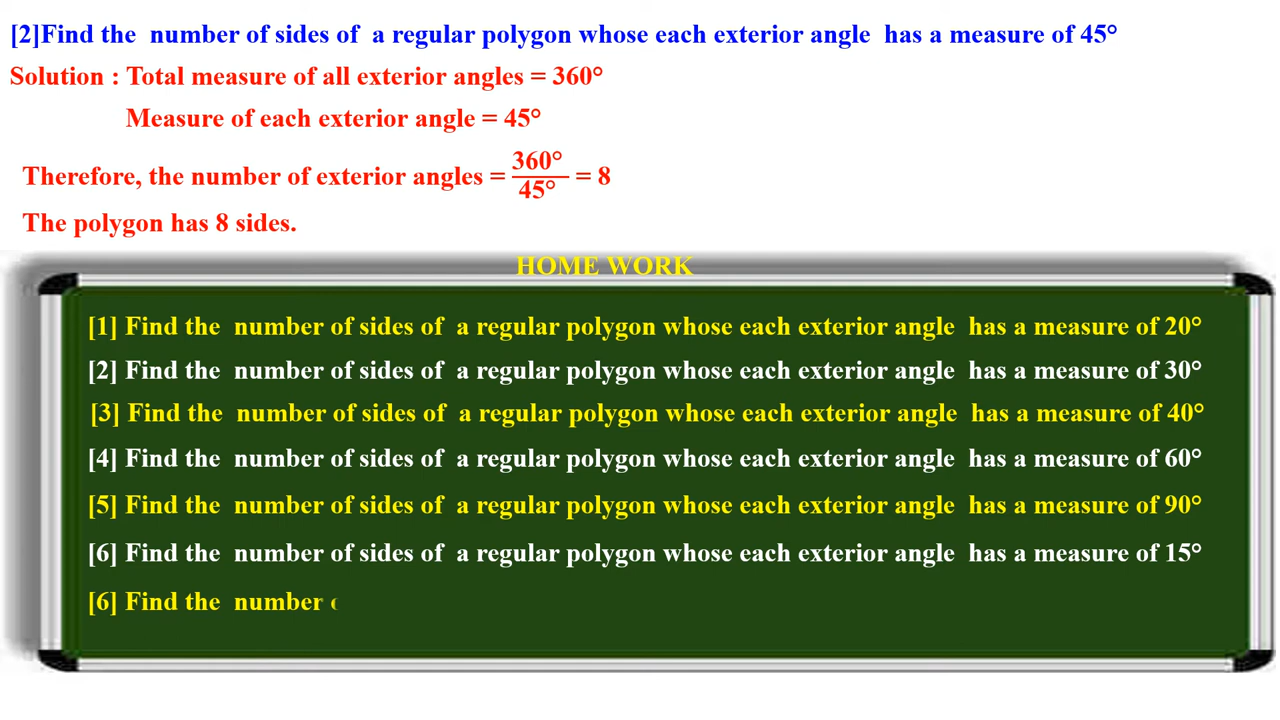 [2]Find the number of sides of a regular polygon whose each exterior angle has a measure of 45°
Solution : Total measure of all exterior angles = 360°
Measure of each exterior angle = 45°
Therefore, the number of exterior angles = 360°/45° = 8
The polygon has 8 sides.
HOME WORK
[1] Find the number of sides of a regular polygon whose each exterior angle has a measure of 20°
[2] Find the number of sides of a regular polygon whose each exterior angle has a measure of 30°
[3] Find the number of sides of a regular polygon whose each exterior angle has a measure of 40°
[4] Find the number of sides of a regular polygon whose each exterior angle has a measure of 60°
[5] Find the number of sides of a regular polygon whose each exterior angle has a measure of 90°
[6] Find the number of sides of a regular polygon whose each exterior angle has a measure of 15°
[6] Find the number